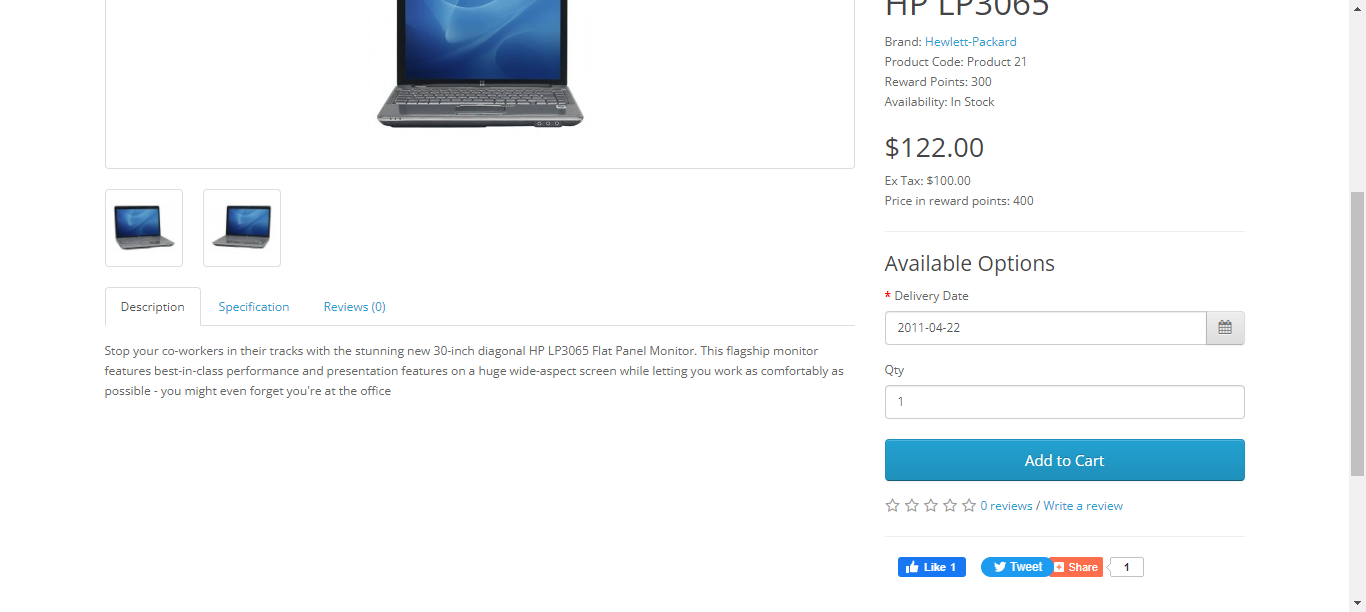 HP LP3065
Brand: Hewlett-Packard
Product Code: Product 21
Reward Points: 300
Availability: In Stock
$122.00
Ex Tax: $100.00
Price in reward points: 400
Available Options
* Delivery Date
2011-04-22
Qty
1
Add to Cart
0 reviews / Write a review
Like 1
Tweet
Share
1
Description
Specification
Reviews (0)
Stop your co-workers in their tracks with the stunning new 30-inch diagonal HP LP3065 Flat Panel Monitor. This flagship monitor
features best-in-class performance and presentation features on a huge wide-aspect screen while letting you work as comfortably as
possible - you might even forget you're at the office